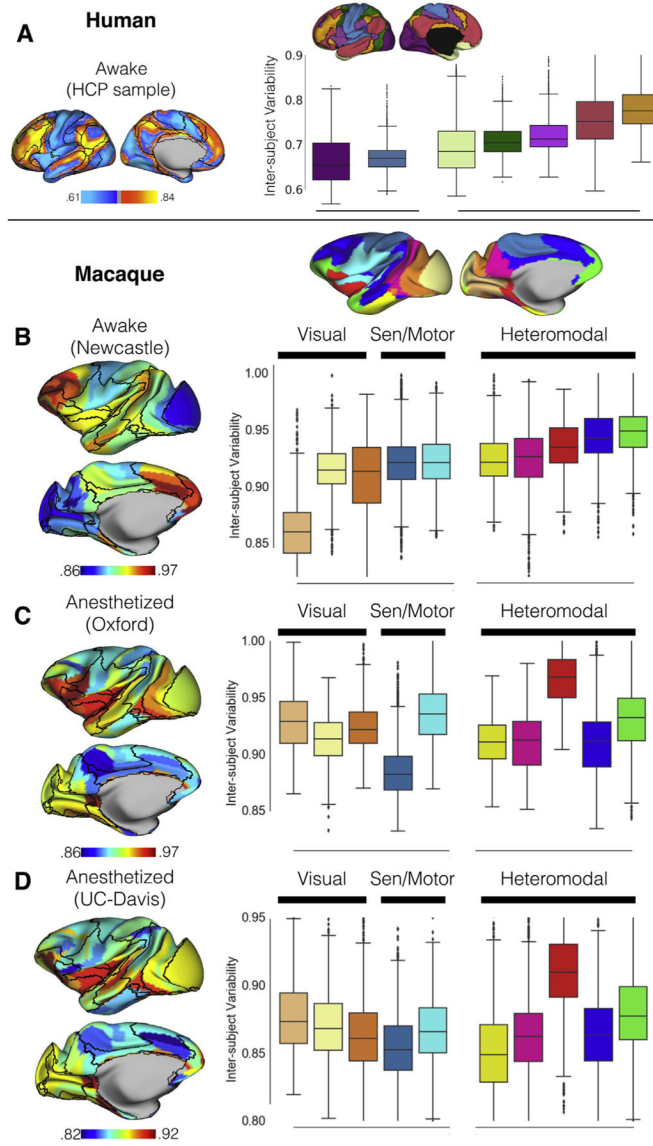 A
Human
Awake
(HCP sample)
.61 .84
Inter-subject Variability
0.9
0.8
0.7
0.6
Macaque
B
Awake
(Newcastle)
.86 .97
Visual Sen/Motor Heteromodal
Inter-subject Variability
1.00
0.95
0.90
0.85
C
Anesthetized
(Oxford)
.86 .97
Visual Sen/Motor Heteromodal
Inter-subject Variability
1.00
0.95
0.90
0.85
D
Anesthetized
(UC-Davis)
.82 .92
Visual Sen/Motor Heteromodal
Inter-subject Variability
0.95
0.90
0.85
0.80